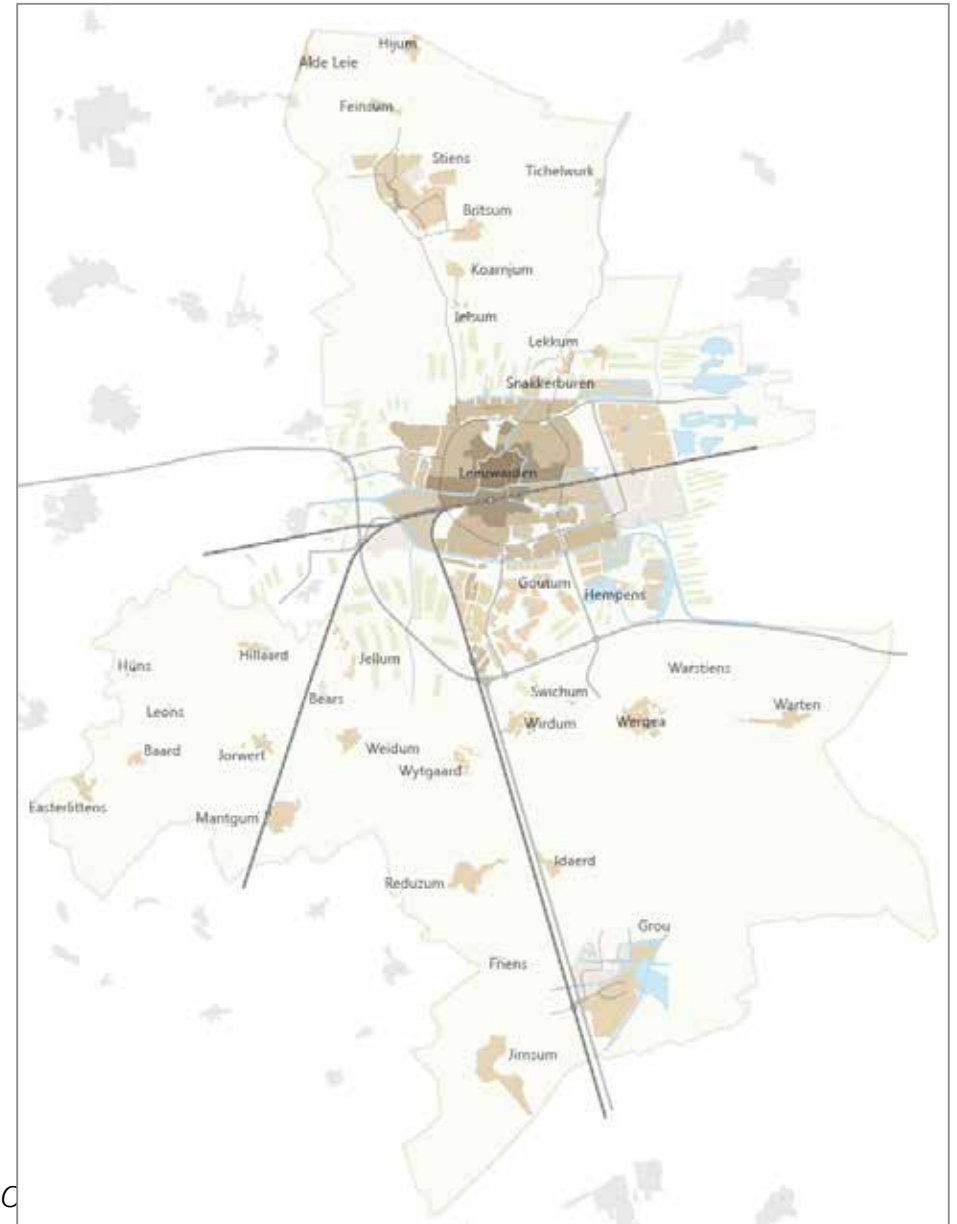 Hijum
Alde Leie
Feinsum
Stiens
Tichelwurk
Britsum
Koarnjum
Jelsum
Lekkum
Snakkerburen
Leeuwarden
Goutum
Hempens
Hillaard
Jellum
Húns
Warstiens
Swichum
Bears
Leons
Warten
Wirdum
Wergea
Baard
Jorwert
Weidum
Wytgaard
Easterlittens
Mantgum
Idaerd
Reduzum
Grou
Friens
Jirnsum
C